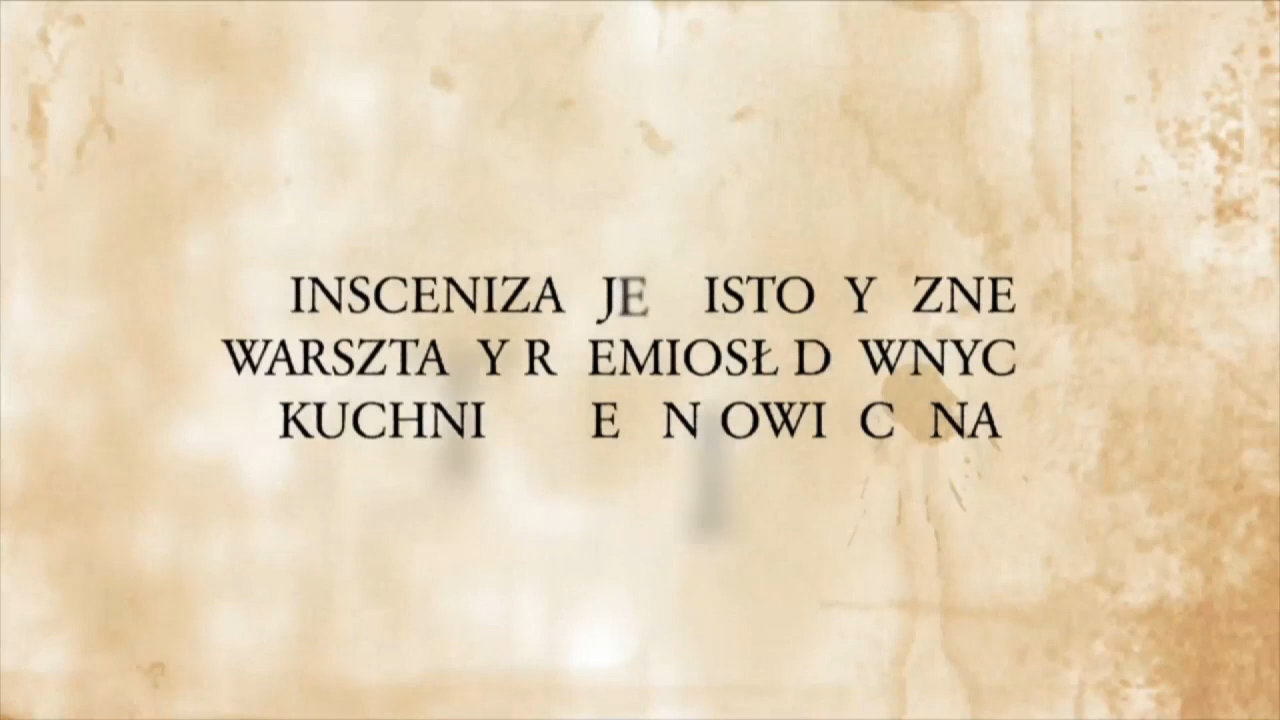 INSCENIZA JE ISTO Y ZNE
WARSZTA Y R EMIOSŁ D WNYC
KUCHNI E N OWI C NA